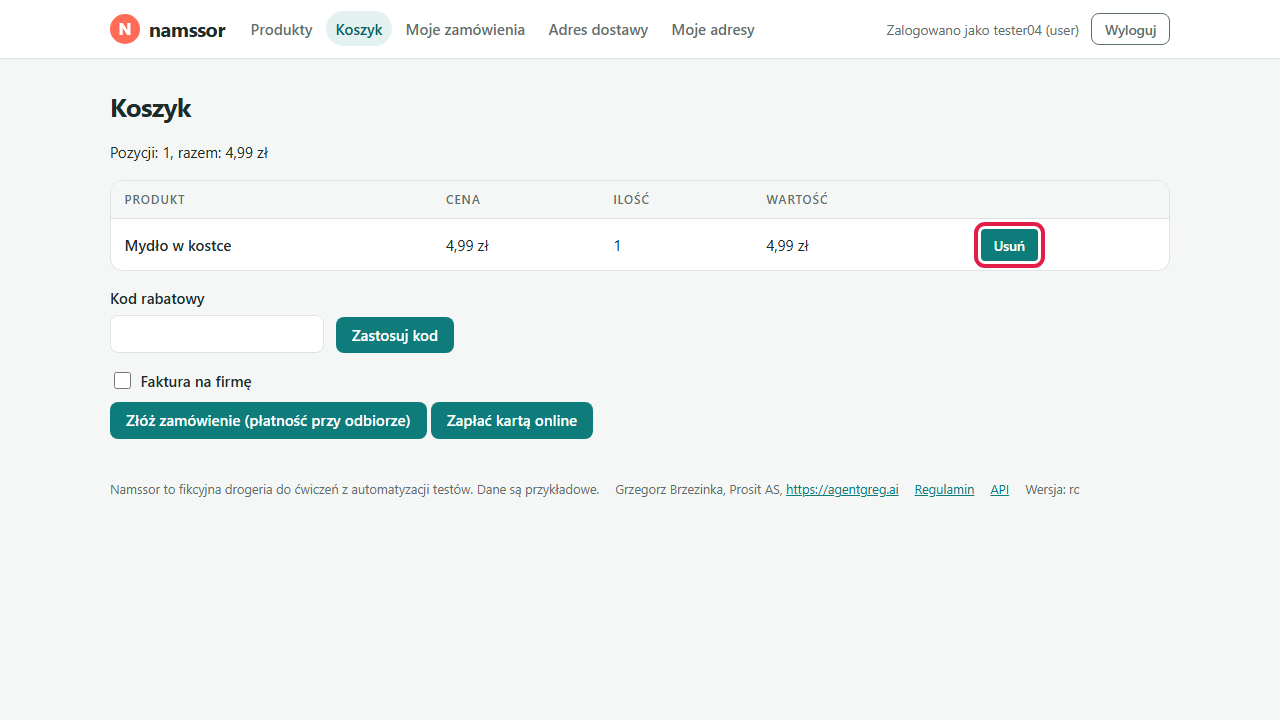 N namssor Produkty Koszyk Moje zamówienia Adres dostawy Moje adresy Zalogowano jako tester04 (user) Wyloguj
Koszyk
Pozycji: 1, razem: 4,99 zł
PRODUKT CENA ILOŚĆ WARTOŚĆ
Mydło w kostce 4,99 zł 1 4,99 zł Usuń
Kod rabatowy
Zastosuj kod
Faktura na firmę
Złóż zamówienie (płatność przy odbiorze) Zapłać kartą online
Namssor to fikcyjna drogeria do ćwiczeń z automatyzacji testów. Dane są przykładowe. Grzegorz Brzezinka, Prosit AS, https://agentgreg.ai Regulamin API Wersja: rc